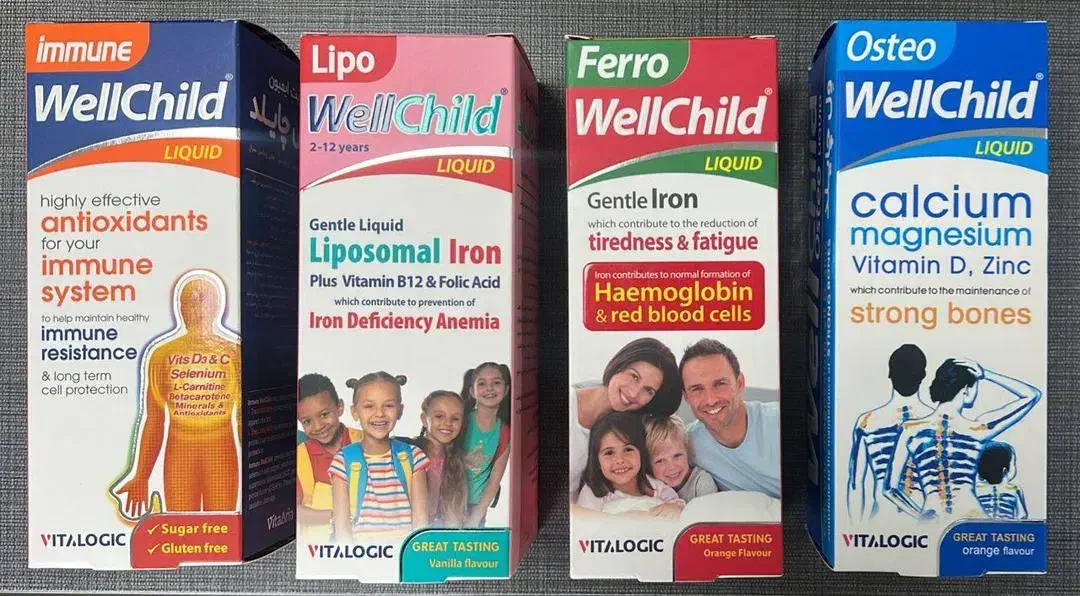 immune
WellChild®
LIQUID
highly effective
antioxidants
for your
immune
system
to help maintain healthy
immune
resistance
& long term
cell protection
Vits D3 & C
Selenium
L-Carnitine
Betacarotene
Minerals &
Antioxidants
VITALOGIC
✓ Sugar free
✓ Gluten free
Lipo
WellChild®
2-12 years
LIQUID
Gentle Liquid
Liposomal Iron
Plus Vitamin B12 & Folic Acid
which contribute to prevention of
Iron Deficiency Anemia
VITALOGIC
GREAT TASTING
Vanilla flavour
Ferro
WellChild®
LIQUID
Gentle Iron
which contribute to the reduction of
tiredness & fatigue
Iron contributes to normal formation of
Haemoglobin
& red blood cells
VITALOGIC
GREAT TASTING
Orange Flavour
Osteo
WellChild®
LIQUID
calcium
magnesium
Vitamin D, Zinc
which contribute to the maintenance of
strong bones
VITALOGIC
GREAT TASTING
orange flavour